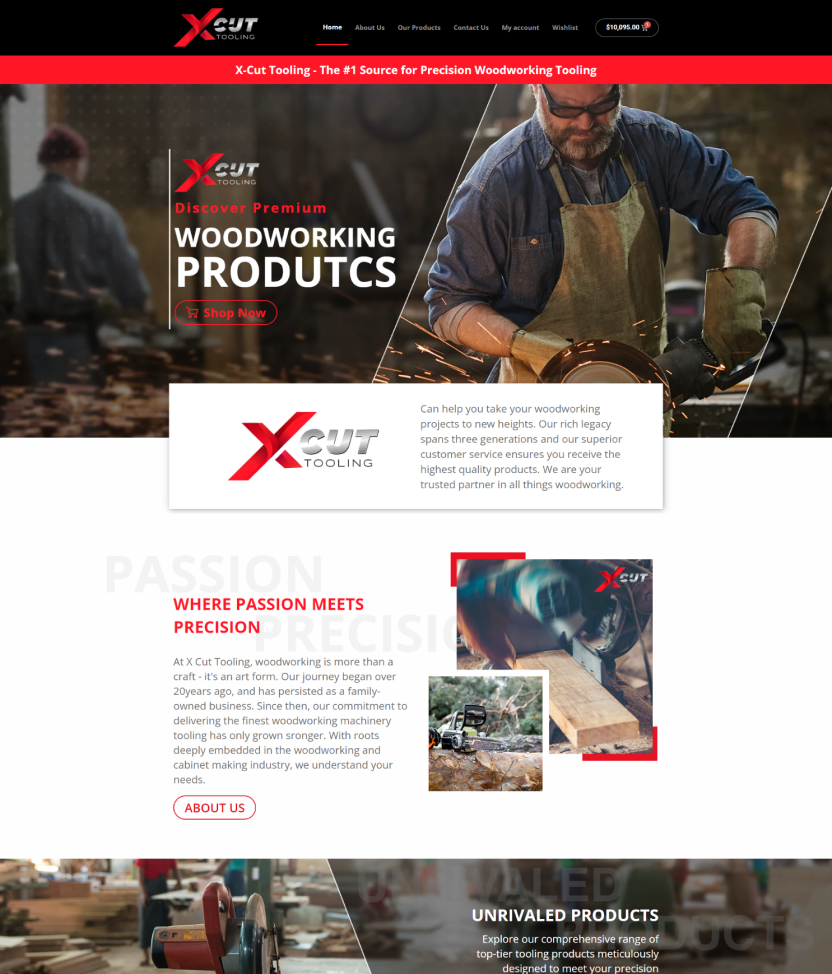 XCUT
TOOLING
Home About Us Our Products Contact Us My account Wishlist $10,095.00 1
X-Cut Tooling - The #1 Source for Precision Woodworking Tooling
XCUT
TOOLING
Discover Premium
WOODWORKING
PRODUTCS
Shop Now
XCUT
TOOLING
Can help you take your woodworking
projects to new heights. Our rich legacy
spans three generations and our superior
customer service ensures you receive the
highest quality products. We are your
trusted partner in all things woodworking.
PASSION
PRECISIO
WHERE PASSION MEETS
PRECISION
At X Cut Tooling, woodworking is more than a
craft - it's an art form. Our journey began over
20years ago, and has persisted as a family-
owned business. Since then, our commitment to
delivering the finest woodworking machinery
tooling has only grown sronger. With roots
deeply embedded in the woodworking and
cabinet making industry, we understand your
needs.
ABOUT US
XCUT
UNRIVALED
PRODUCTS
UNRIVALED PRODUCTS
Explore our comprehensive range of
top-tier tooling products meticulously
designed to meet your precision